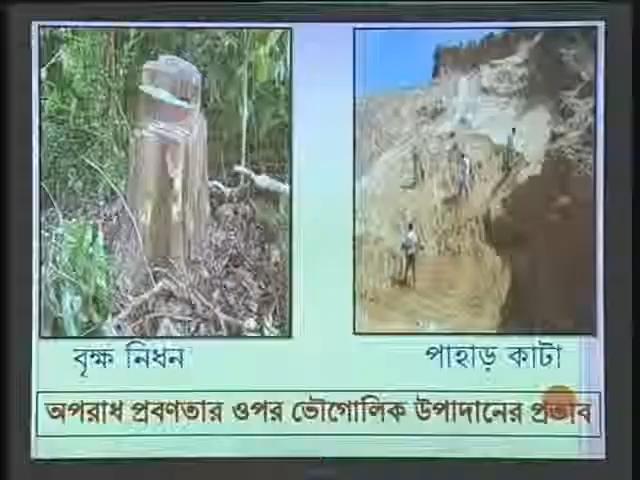 বৃক্ষ নিধন
পাহাড় কাটা
অপরাধ প্রবণতার ওপর ভৌগোলিক উপাদানের প্রভাব